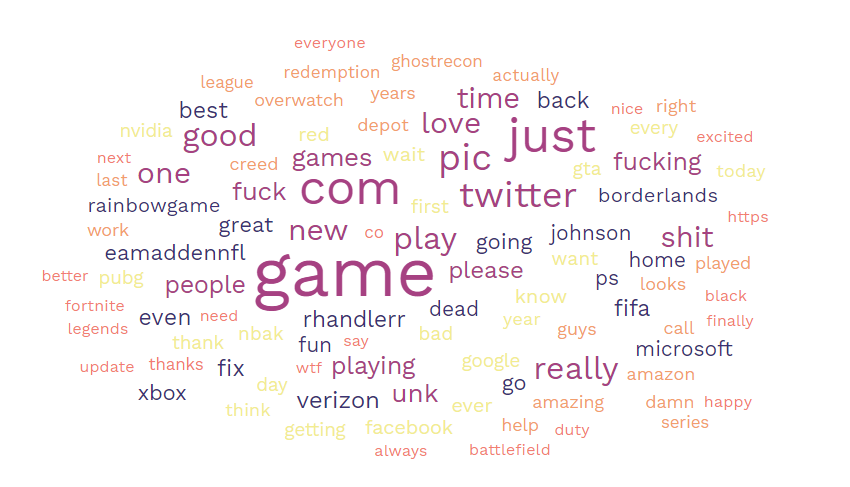 everyone
ghostrecon
redemption
actually
league
years
time
overwatch
back
best
nice
right
love
depot
just
every
nvidia
good
red
excited
wait
pic
next
games
fucking
creed
gta
today
one
last
fuck
com
twitter
borderlands
rainbowgame
first
https
great
work
new
co
play
going
johnson
shit
eamaddennfl
want
home
played
game
please
better
pubg
people
ps
looks
know
black
fortnite
dead
fifa
even
need
rhandlerr
year
call
finally
legends
nbak
bad
guys
thank
fun
say
microsoft
update
thanks
fix
wtf
playing
google
really
amazon
day
go
xbox
verizon
unk
ever
amazing
damn
happy
think
series
getting
facebook
help
duty
always
battlefield